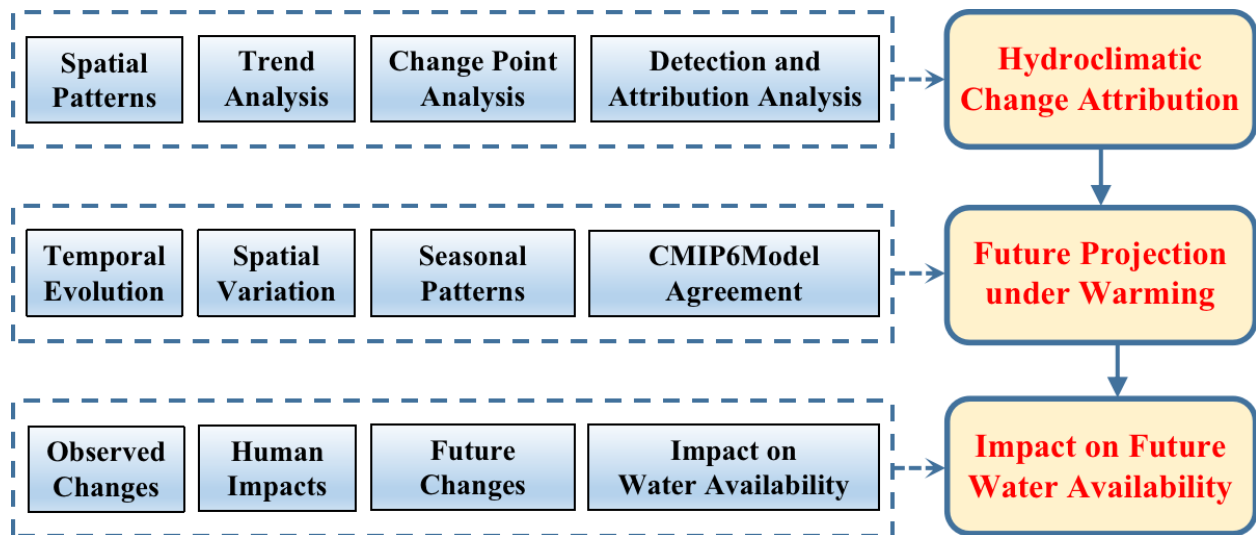 Spatial
Patterns
Trend
Analysis
Change Point
Analysis
Detection and
Attribution Analysis
Hydroclimatic
Change Attribution
Temporal
Evolution
Spatial
Variation
Seasonal
Patterns
CMIP6Model
Agreement
Future Projection
under Warming
Observed
Changes
Human
Impacts
Future
Changes
Impact on
Water Availability
Impact on Future
Water Availability